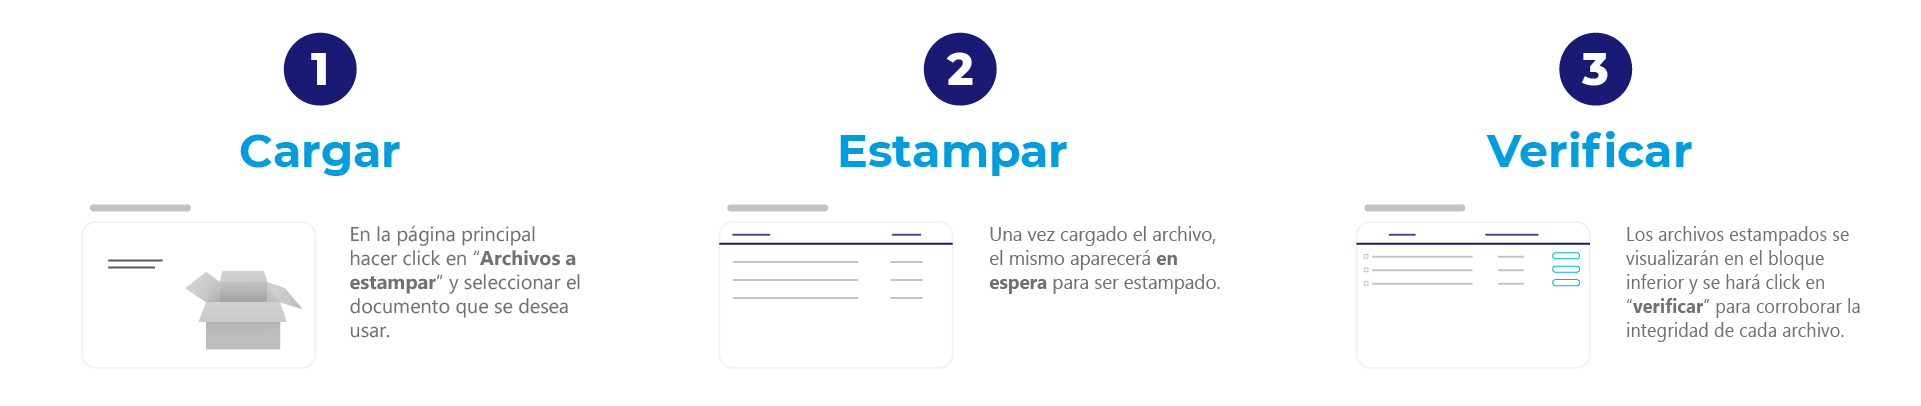 1
Cargar
En la página principal
hacer click en “Archivos a
estampar” y seleccionar el
documento que se desea
usar.
2
Estampar
Una vez cargado el archivo,
el mismo aparecerá en
espera para ser estampado.
3
Verificar
Los archivos estampados se
visualizarán en el bloque
inferior y se hará click en
“verificar” para corroborar la
integridad de cada archivo.